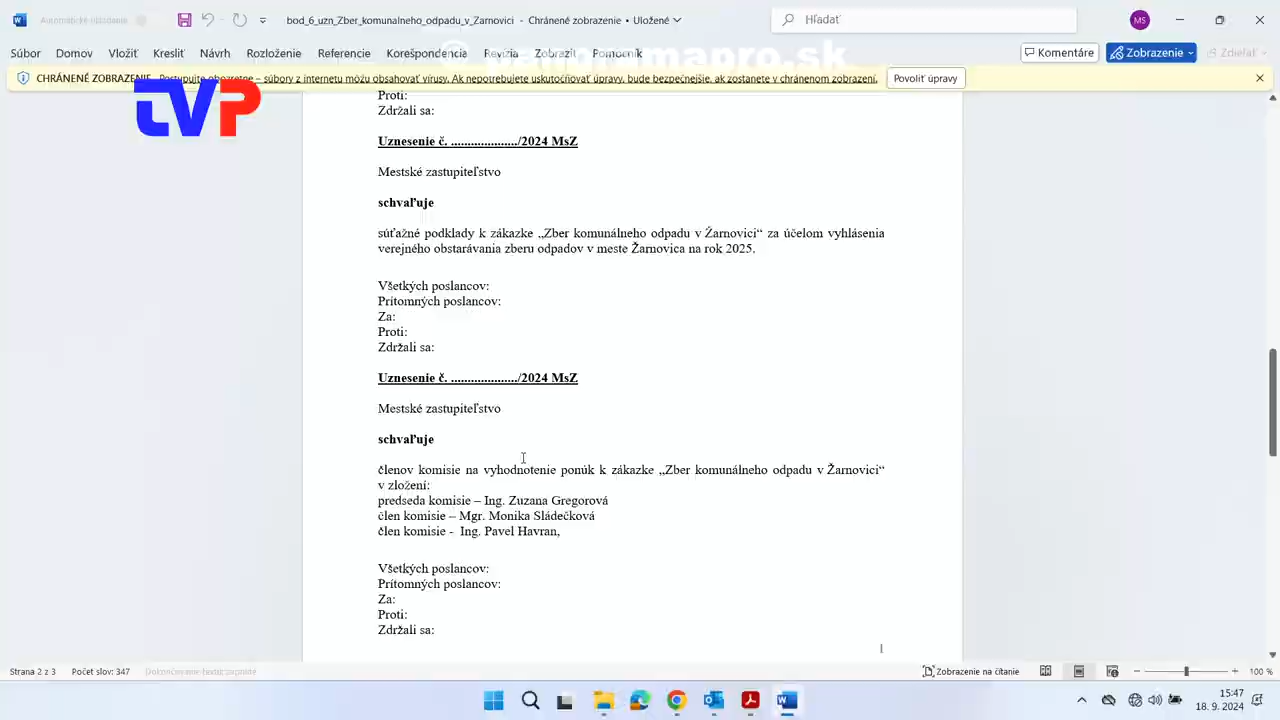 Automatické ukladanie
bod_6_uzn_Zber_komunalneho_odpadu_v_Zarnovici - Chránené zobrazenie • Uložené
Hľadať
MS
Súbor Domov Vložiť Kresliť Návrh Rozloženie Referencie Korešpondencia Revízia Zobraziť Pomocník
Komentáre Zobrazenie Zdieľať
CHRÁNENÉ ZOBRAZENIE Postupujte obozretne – súbory z internetu môžu obsahovať vírusy. Ak nepotrebujete uskutočňovať úpravy, bude bezpečnejšie, ak zostanete v chránenom zobrazení.
Povoliť úpravy
TVP
Proti:
Zdržali sa:
Uznesenie č. ..................../2024 MsZ
Mestské zastupiteľstvo
schvaľuje
súťažné podklady k zákazke „Zber komunálneho odpadu v Žarnovici“ za účelom vyhlásenia
verejného obstarávania zberu odpadov v meste Žarnovica na rok 2025.
Všetkých poslancov:
Prítomných poslancov:
Za:
Proti:
Zdržali sa:
Uznesenie č. ..................../2024 MsZ
Mestské zastupiteľstvo
schvaľuje
členov komisie na vyhodnotenie ponúk k zákazke „Zber komunálneho odpadu v Žarnovici“
v zložení:
predseda komisie – Ing. Zuzana Gregorová
člen komisie – Mgr. Monika Sládečková
člen komisie - Ing. Pavel Havran,
Všetkých poslancov:
Prítomných poslancov:
Za:
Proti:
Zdržali sa:
Strana 2 z 3 Počet slov: 347
Zobrazenie na čítanie
100 %
15:47
18. 9. 2024